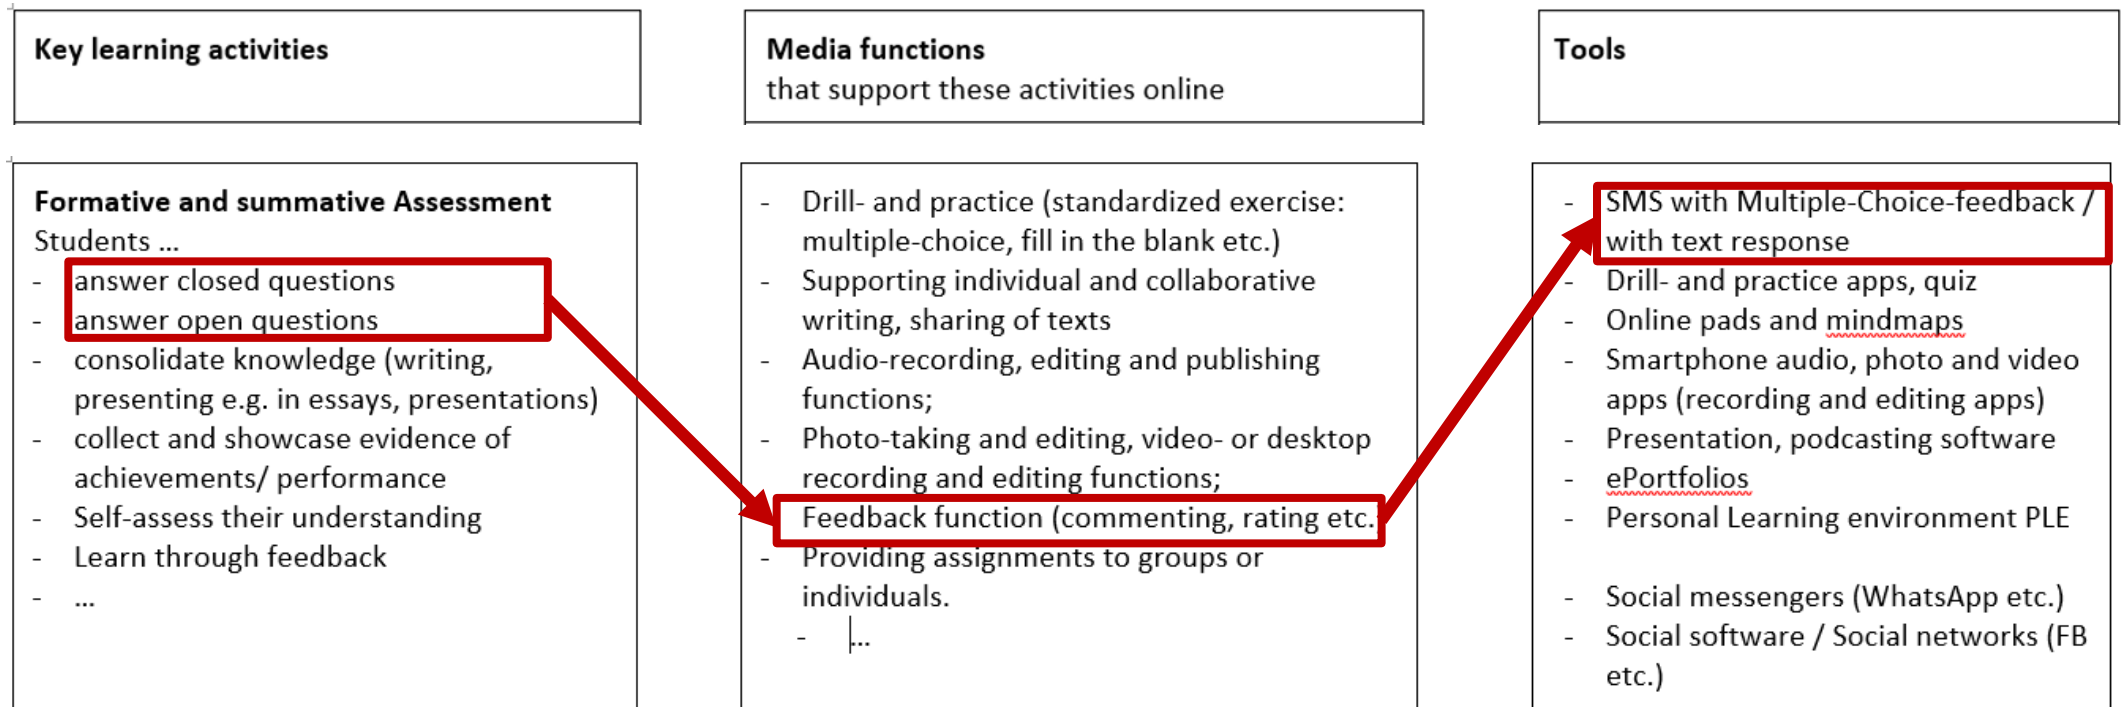 Key learning activities
Media functions
that support these activities online
Tools
Formative and summative Assessment
Students ...
- answer closed questions
- answer open questions
- consolidate knowledge (writing,
presenting e.g. in essays, presentations)
- collect and showcase evidence of
achievements/ performance
- Self-assess their understanding
- Learn through feedback
- ...
- Drill- and practice (standardized exercise:
multiple-choice, fill in the blank etc.)
- Supporting individual and collaborative
writing, sharing of texts
- Audio-recording, editing and publishing
functions;
- Photo-taking and editing, video- or desktop
recording and editing functions;
Feedback function (commenting, rating etc.
- Providing assignments to groups or
individuals.
- ...
- SMS with Multiple-Choice-feedback /
with text response
- Drill- and practice apps, quiz
- Online pads and mindmaps
- Smartphone audio, photo and video
apps (recording and editing apps)
- Presentation, podcasting software
- ePortfolios
- Personal Learning environment PLE
- Social messengers (WhatsApp etc.)
- Social software / Social networks (FB
etc.)